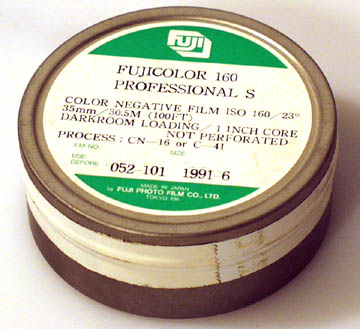 FUJI
FUJICOLOR 160
PROFESSIONAL S
COLOR NEGATIVE FILM ISO 160/23°
35mm/30.5M (100FT)
DARKROOM LOADING/1 INCH CORE
NOT PERFORATED
PROCESS: CN-16 or C-41
EM.NO. SIZE
USE BEFORE 052-101 1991-6
MADE IN JAPAN
by FUJI PHOTO FILM CO., LTD.
TOKYO 106